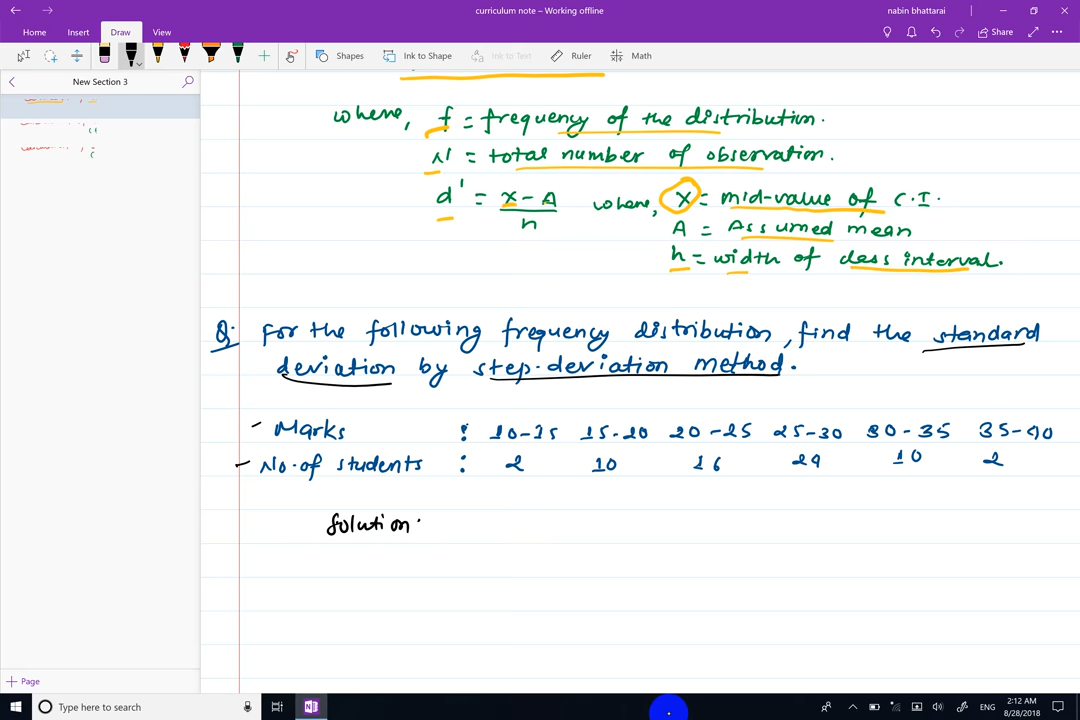 curriculum note – Working offline
nabin bhattarai
Home Insert Draw View
Share
Shapes Ink to Shape Ink to Text Ruler Math
New Section 3
where, f = frequency of the distribution.
N = total number of observation.
d' = x - A / h where, x = mid-value of C.I.
A = Assumed mean
h = width of class interval.
Q. For the following frequency distribution, find the standard
deviation by step-deviation method.
Marks : 10-15 15-20 20-25 25-30 30-35 35-40
No. of students : 2 10 16 24 10 2
Solution.
Page
Type here to search
ENG
2:12 AM
8/28/2018